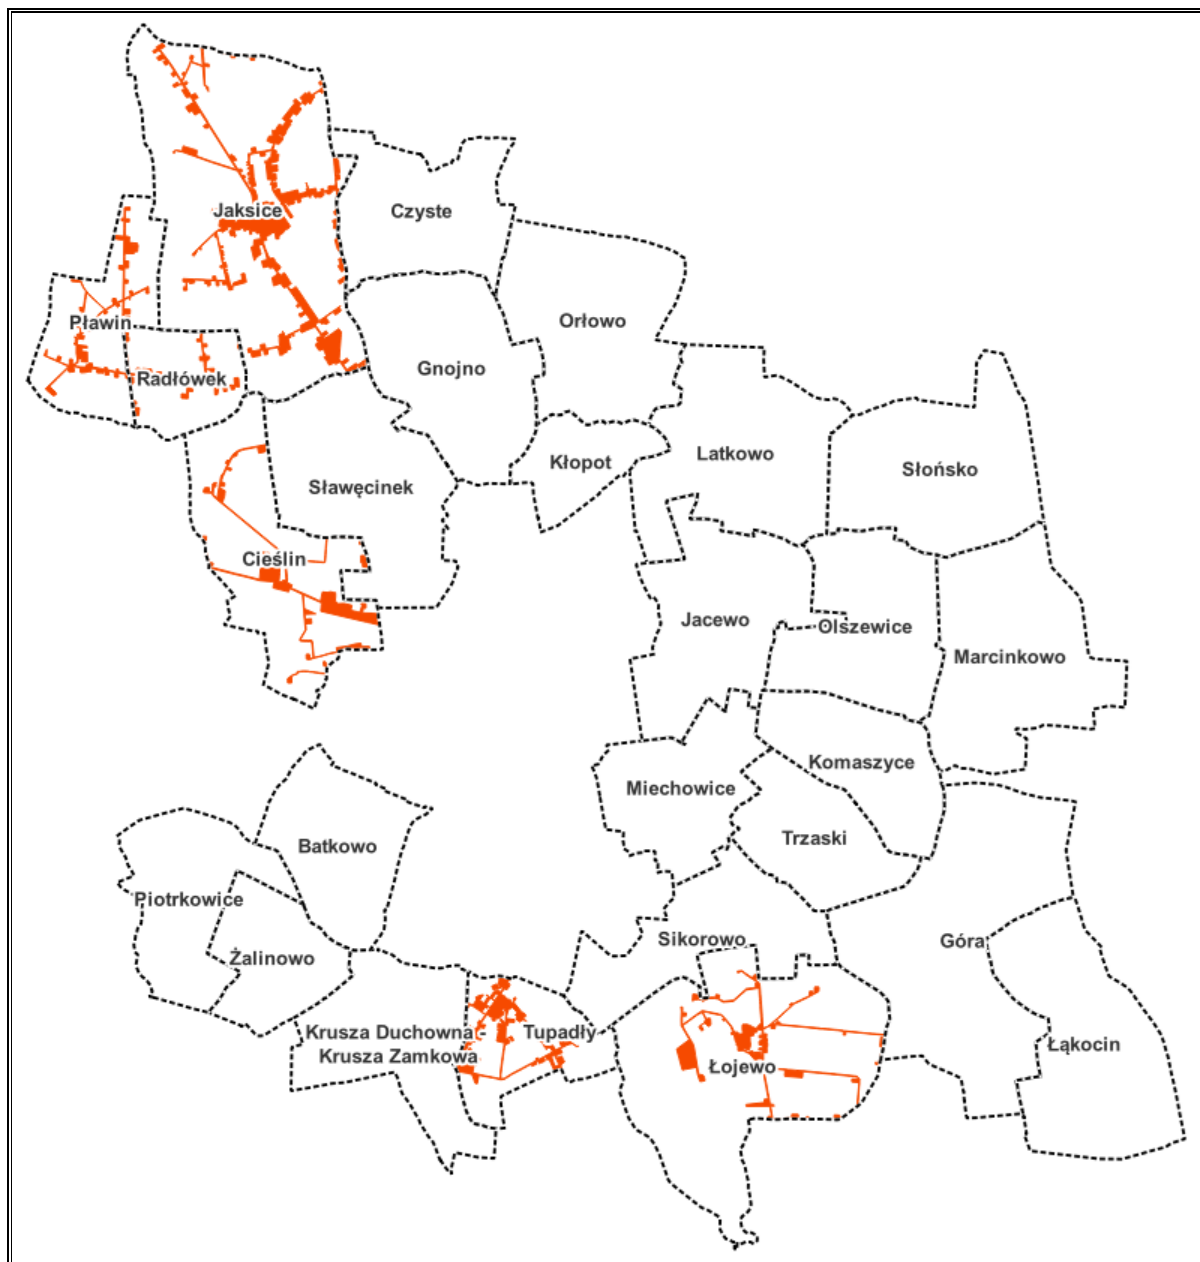 Jaksice
Czyste
Pławin
Orłowo
Radłówek
Gnojno
Latkowo
Kłopot
Słońsko
Sławęcinek
Cieślin
Jacewo
Olszewice
Marcinkowo
Komaszyce
Miechowice
Trzaski
Batkowo
Piotrkowice
Sikorowo
Góra
Żalinowo
Krusza Duchowna -
Krusza Zamkowa
Tupadły
Łąkocin
Łojewo